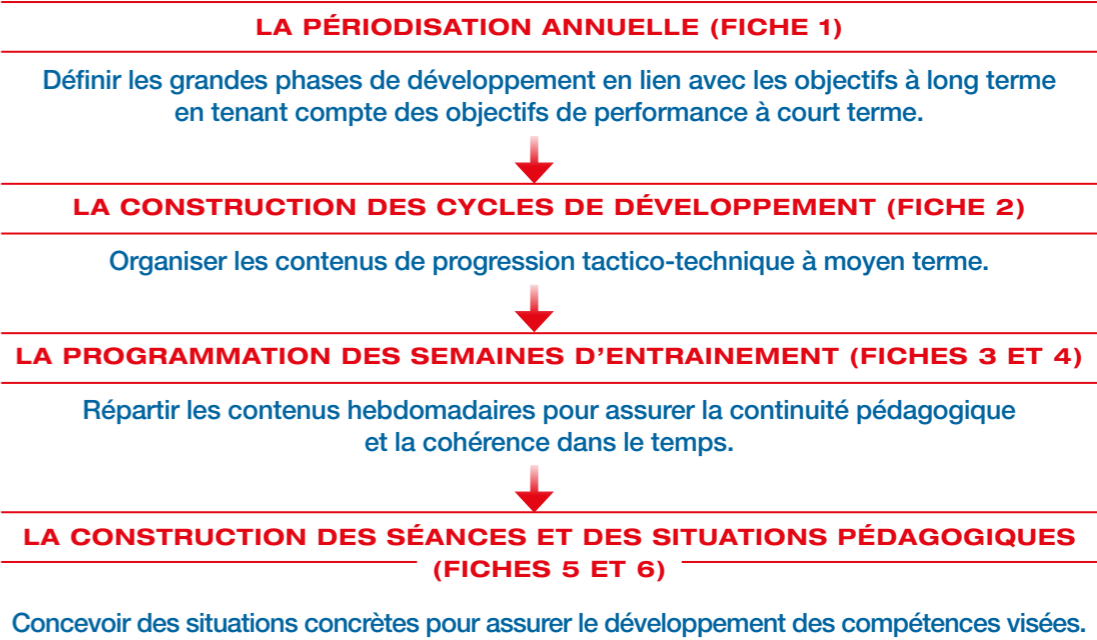 LA PÉRIODISATION ANNUELLE (FICHE 1)
Définir les grandes phases de développement en lien avec les objectifs à long terme
en tenant compte des objectifs de performance à court terme.
LA CONSTRUCTION DES CYCLES DE DÉVELOPPEMENT (FICHE 2)
Organiser les contenus de progression tactico-technique à moyen terme.
LA PROGRAMMATION DES SEMAINES D'ENTRAINEMENT (FICHES 3 ET 4)
Répartir les contenus hebdomadaires pour assurer la continuité pédagogique
et la cohérence dans le temps.
LA CONSTRUCTION DES SÉANCES ET DES SITUATIONS PÉDAGOGIQUES
(FICHES 5 ET 6)
Concevoir des situations concrètes pour assurer le développement des compétences visées.